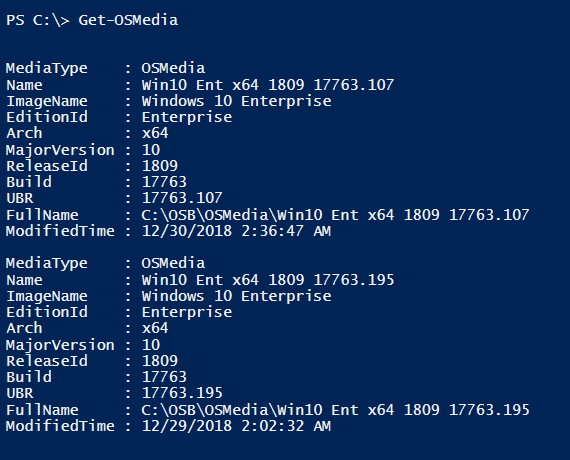 PS C:\> Get-OSMedia
MediaType    : OSMedia
Name         : Win10 Ent x64 1809 17763.107
ImageName    : Windows 10 Enterprise
EditionId    : Enterprise
Arch         : x64
MajorVersion : 10
ReleaseId    : 1809
Build        : 17763
UBR          : 17763.107
FullName     : C:\OSB\OSMedia\Win10 Ent x64 1809 17763.107
ModifiedTime : 12/30/2018 2:36:47 AM
MediaType    : OSMedia
Name         : Win10 Ent x64 1809 17763.195
ImageName    : Windows 10 Enterprise
EditionId    : Enterprise
Arch         : x64
MajorVersion : 10
ReleaseId    : 1809
Build        : 17763
UBR          : 17763.195
FullName     : C:\OSB\OSMedia\Win10 Ent x64 1809 17763.195
ModifiedTime : 12/29/2018 2:02:32 AM